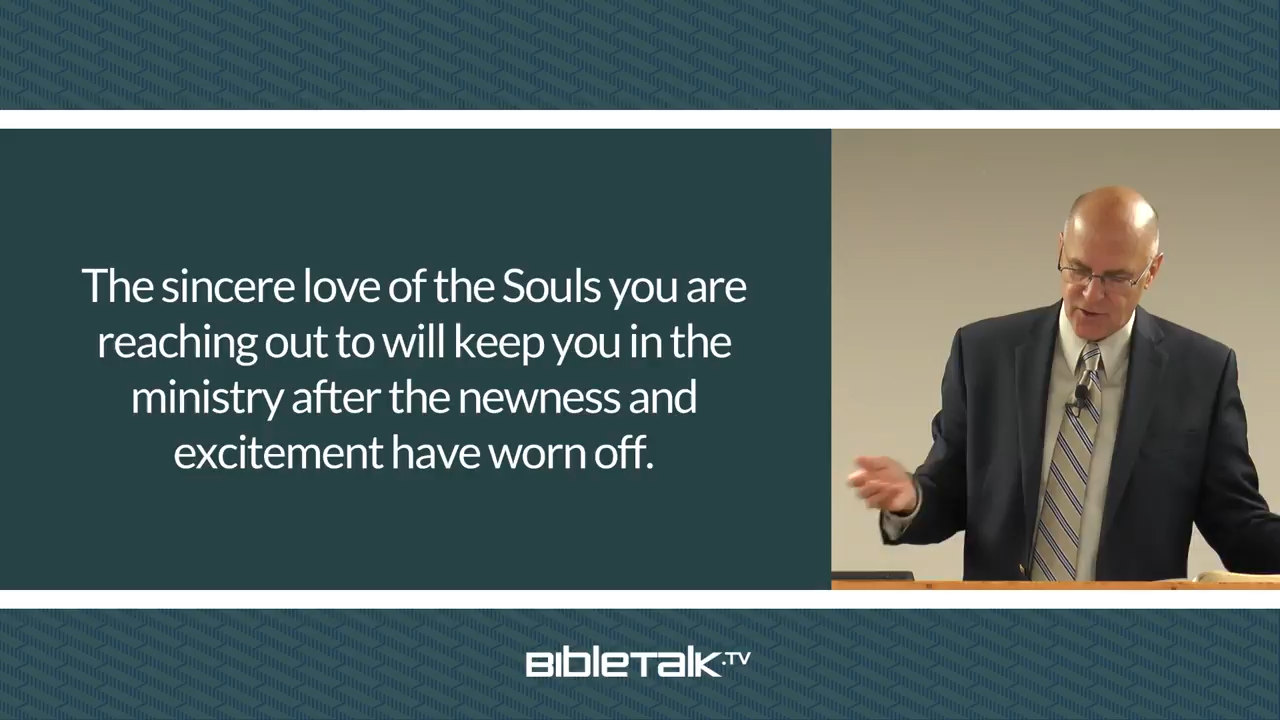 The sincere love of the Souls you are
reaching out to will keep you in the
ministry after the newness and
excitement have worn off.
BIBLETALK.TV